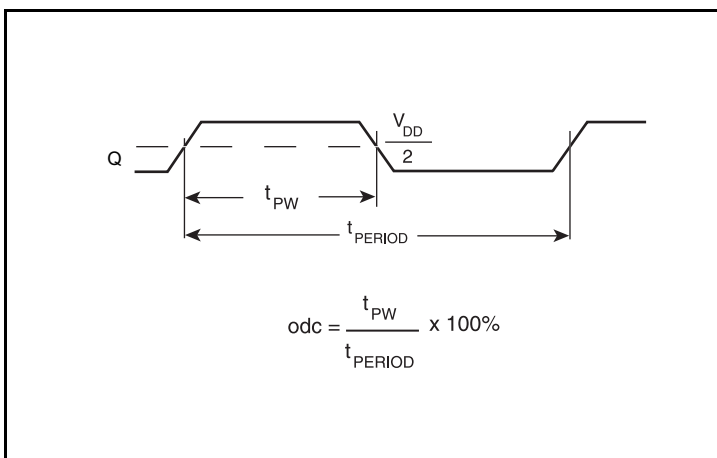 Q
V_DD
2
t_PW
t_PERIOD
odc = t_PW
t_PERIOD
x 100%